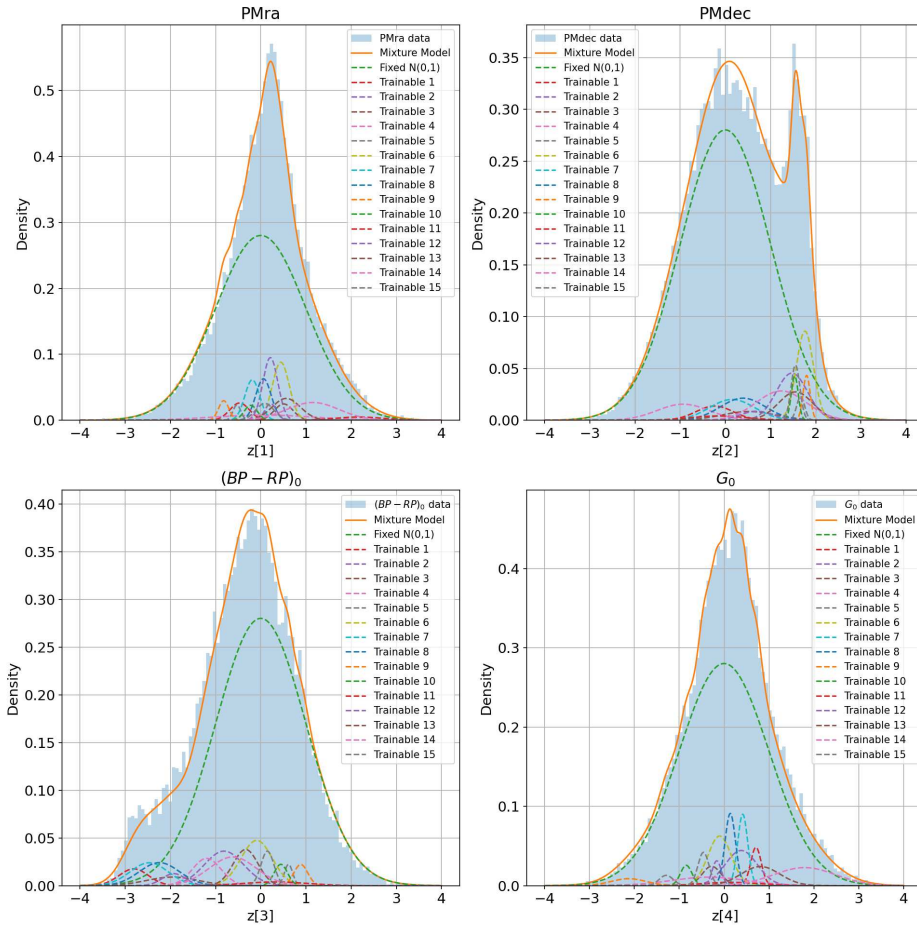 PMra
PMra data
Mixture Model
Fixed N(0,1)
Trainable 1
Trainable 2
Trainable 3
Trainable 4
Trainable 5
Trainable 6
Trainable 7
Trainable 8
Trainable 9
Trainable 10
Trainable 11
Trainable 12
Trainable 13
Trainable 14
Trainable 15
0.5
0.4
0.3
0.2
0.1
0.0
Density
−4 −3 −2 −1 0 1 2 3 4
z[1]
PMdec
PMdec data
Mixture Model
Fixed N(0,1)
Trainable 1
Trainable 2
Trainable 3
Trainable 4
Trainable 5
Trainable 6
Trainable 7
Trainable 8
Trainable 9
Trainable 10
Trainable 11
Trainable 12
Trainable 13
Trainable 14
Trainable 15
0.35
0.30
0.25
0.20
0.15
0.10
0.05
0.00
Density
−4 −3 −2 −1 0 1 2 3 4
z[2]
(BP − RP)₀
(BP − RP)₀ data
Mixture Model
Fixed N(0,1)
Trainable 1
Trainable 2
Trainable 3
Trainable 4
Trainable 5
Trainable 6
Trainable 7
Trainable 8
Trainable 9
Trainable 10
Trainable 11
Trainable 12
Trainable 13
Trainable 14
Trainable 15
0.40
0.35
0.30
0.25
0.20
0.15
0.10
0.05
0.00
Density
−4 −3 −2 −1 0 1 2 3 4
z[3]
G₀
G₀ data
Mixture Model
Fixed N(0,1)
Trainable 1
Trainable 2
Trainable 3
Trainable 4
Trainable 5
Trainable 6
Trainable 7
Trainable 8
Trainable 9
Trainable 10
Trainable 11
Trainable 12
Trainable 13
Trainable 14
Trainable 15
0.4
0.3
0.2
0.1
0.0
Density
−4 −3 −2 −1 0 1 2 3 4
z[4]